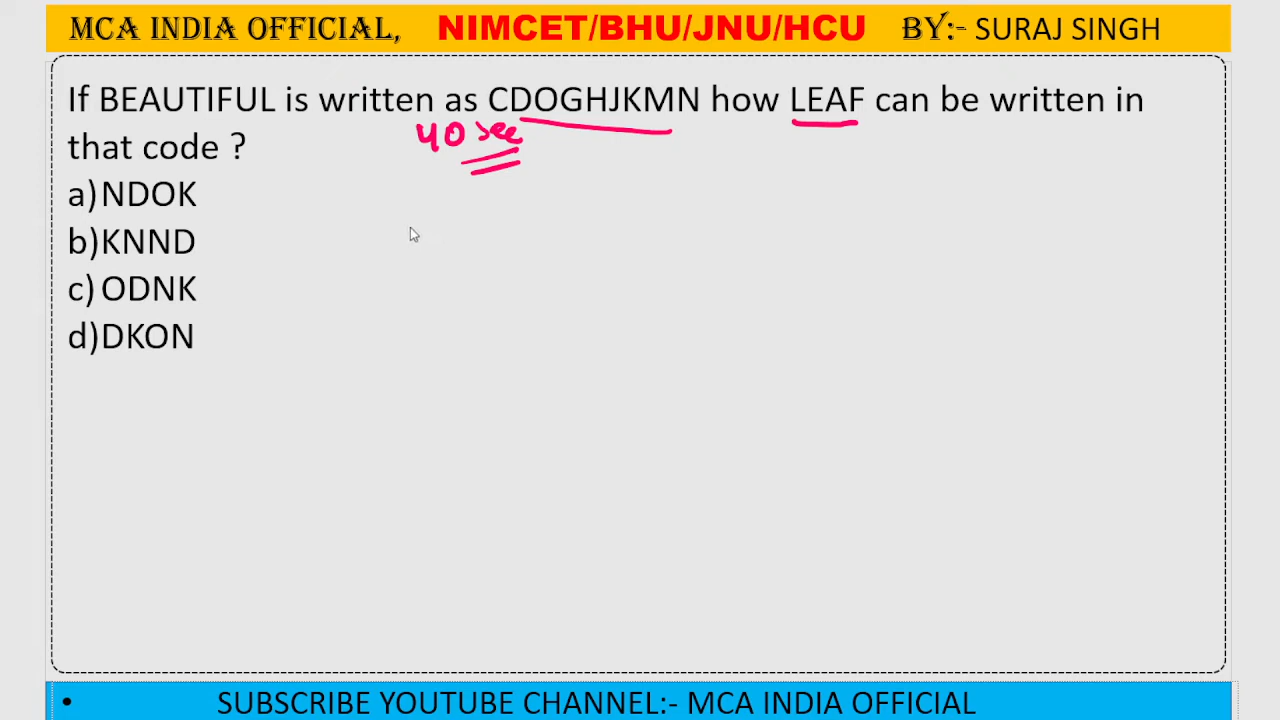 MCA INDIA OFFICIAL, NIMCET/BHU/JNU/HCU BY:- SURAJ SINGH
If BEAUTIFUL is written as CDOGHJKMN how LEAF can be written in
40 sec
that code ?
a)NDOK
b)KNND
c)ODNK
d)DKON
• SUBSCRIBE YOUTUBE CHANNEL:- MCA INDIA OFFICIAL